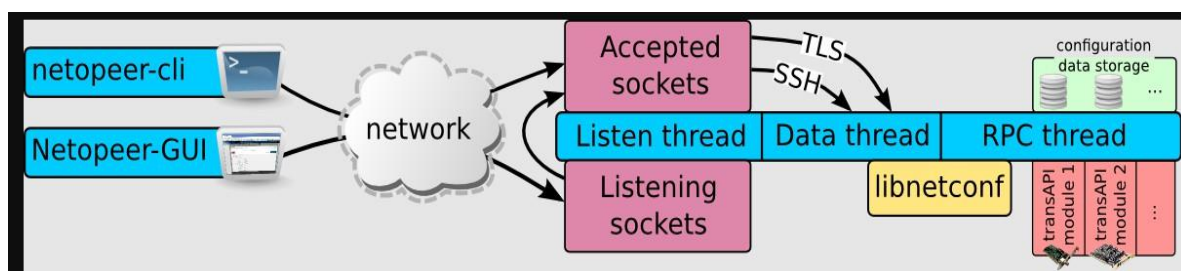 netopeer-cli
>_
Netopeer-GUI
network
Accepted
sockets
TLS
SSH
Listen thread
Data thread
RPC thread
Listening
sockets
libnetconf
configuration
data storage
...
transAPI
module 1
transAPI
module 2
...